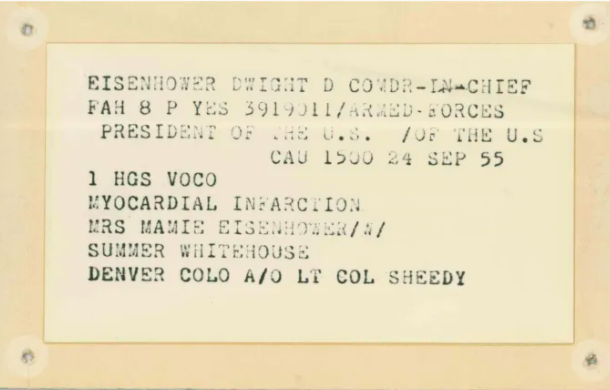 EISENHOWER DWIGHT D COMDR-IN-CHIEF
FAH 8 P YES 3919011/ARMED-FORCES
PRESIDENT OF THE U.S. /OF THE U.S
CAU 1500 24 SEP 55
1 HGS VOCO
MYOCARDIAL INFARCTION
MRS MAMIE EISENHOWER/W/
SUMMER WHITEHOUSE
DENVER COLO A/O LT COL SHEEDY